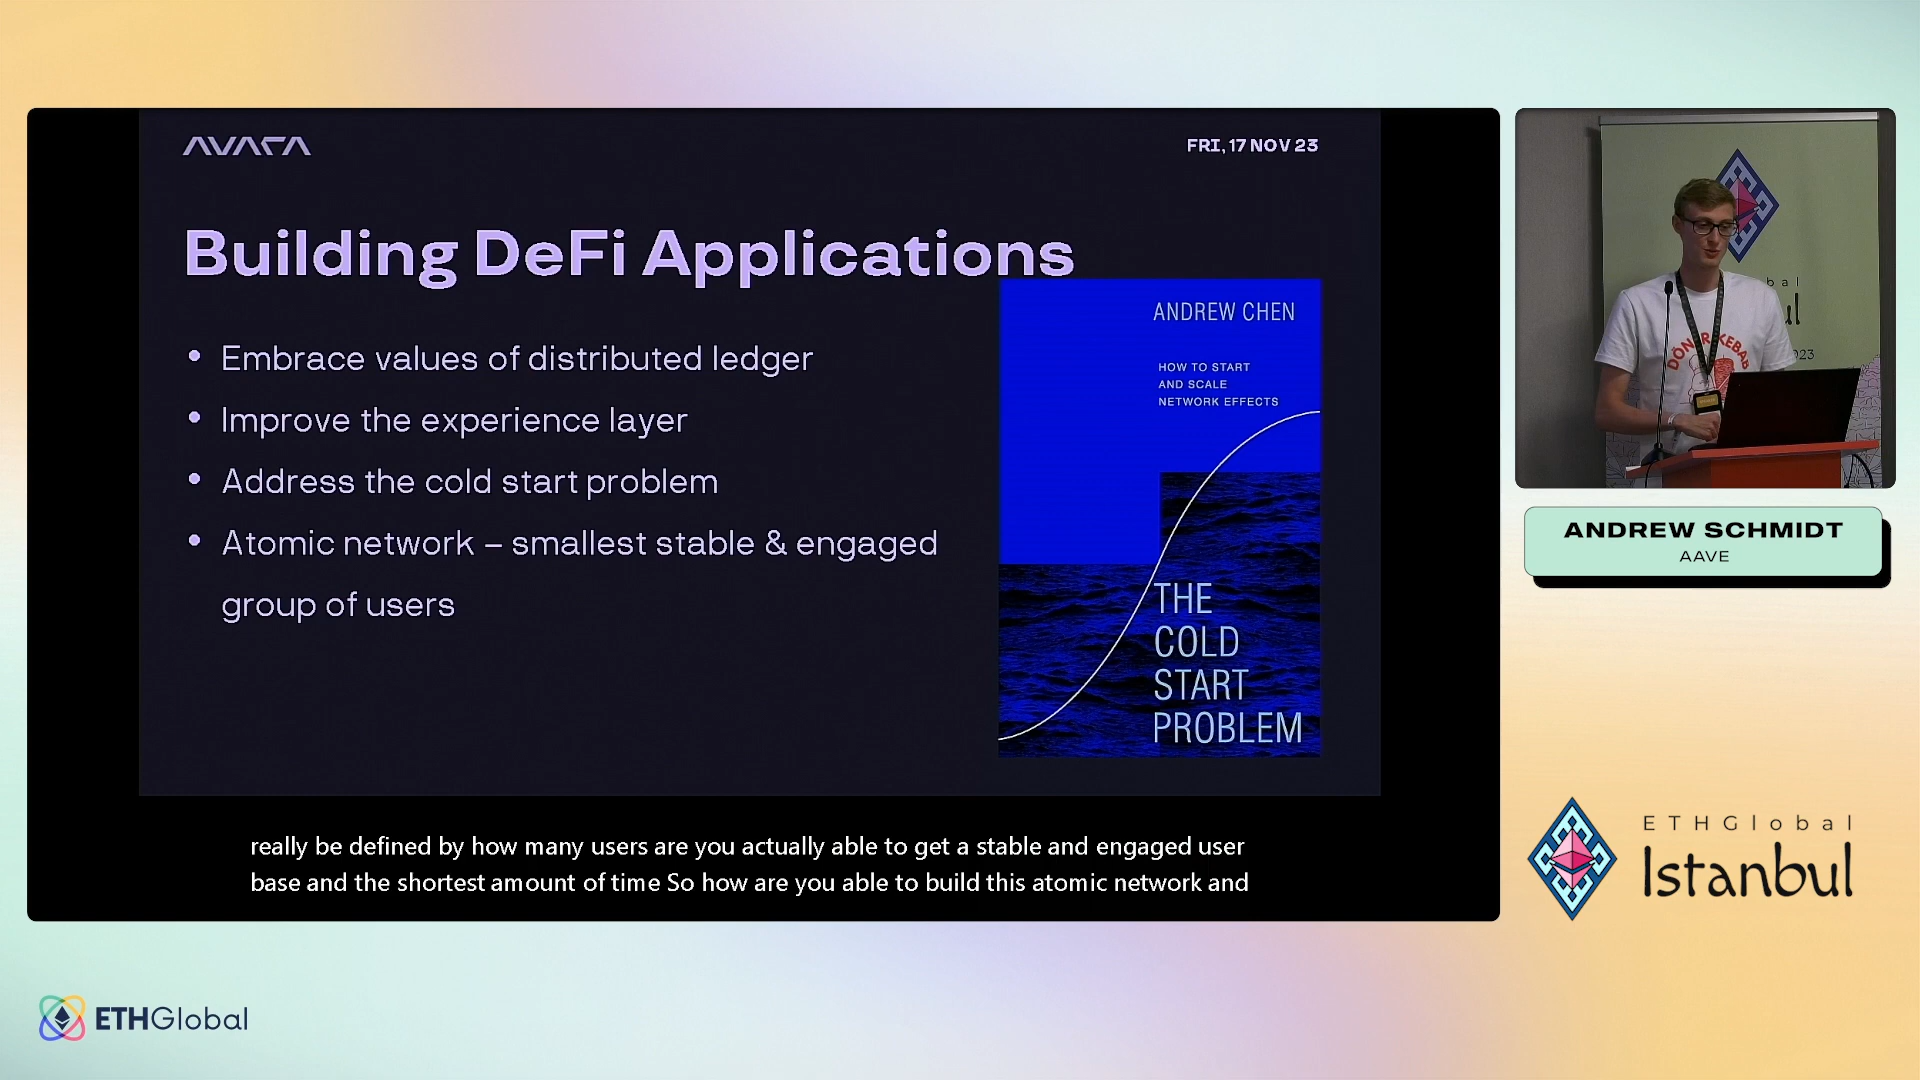 AVARA
FRI, 17 NOV 23
Building DeFi Applications
• Embrace values of distributed ledger
• Improve the experience layer
• Address the cold start problem
• Atomic network – smallest stable & engaged
group of users
ANDREW CHEN
HOW TO START
AND SCALE
NETWORK EFFECTS
THE
COLD
START
PROBLEM
really be defined by how many users are you actually able to get a stable and engaged user
base and the shortest amount of time So how are you able to build this atomic network and
DÖNER KEBAB
ANDREW SCHMIDT
AAVE
ETHGlobal
Istanbul
ETHGlobal